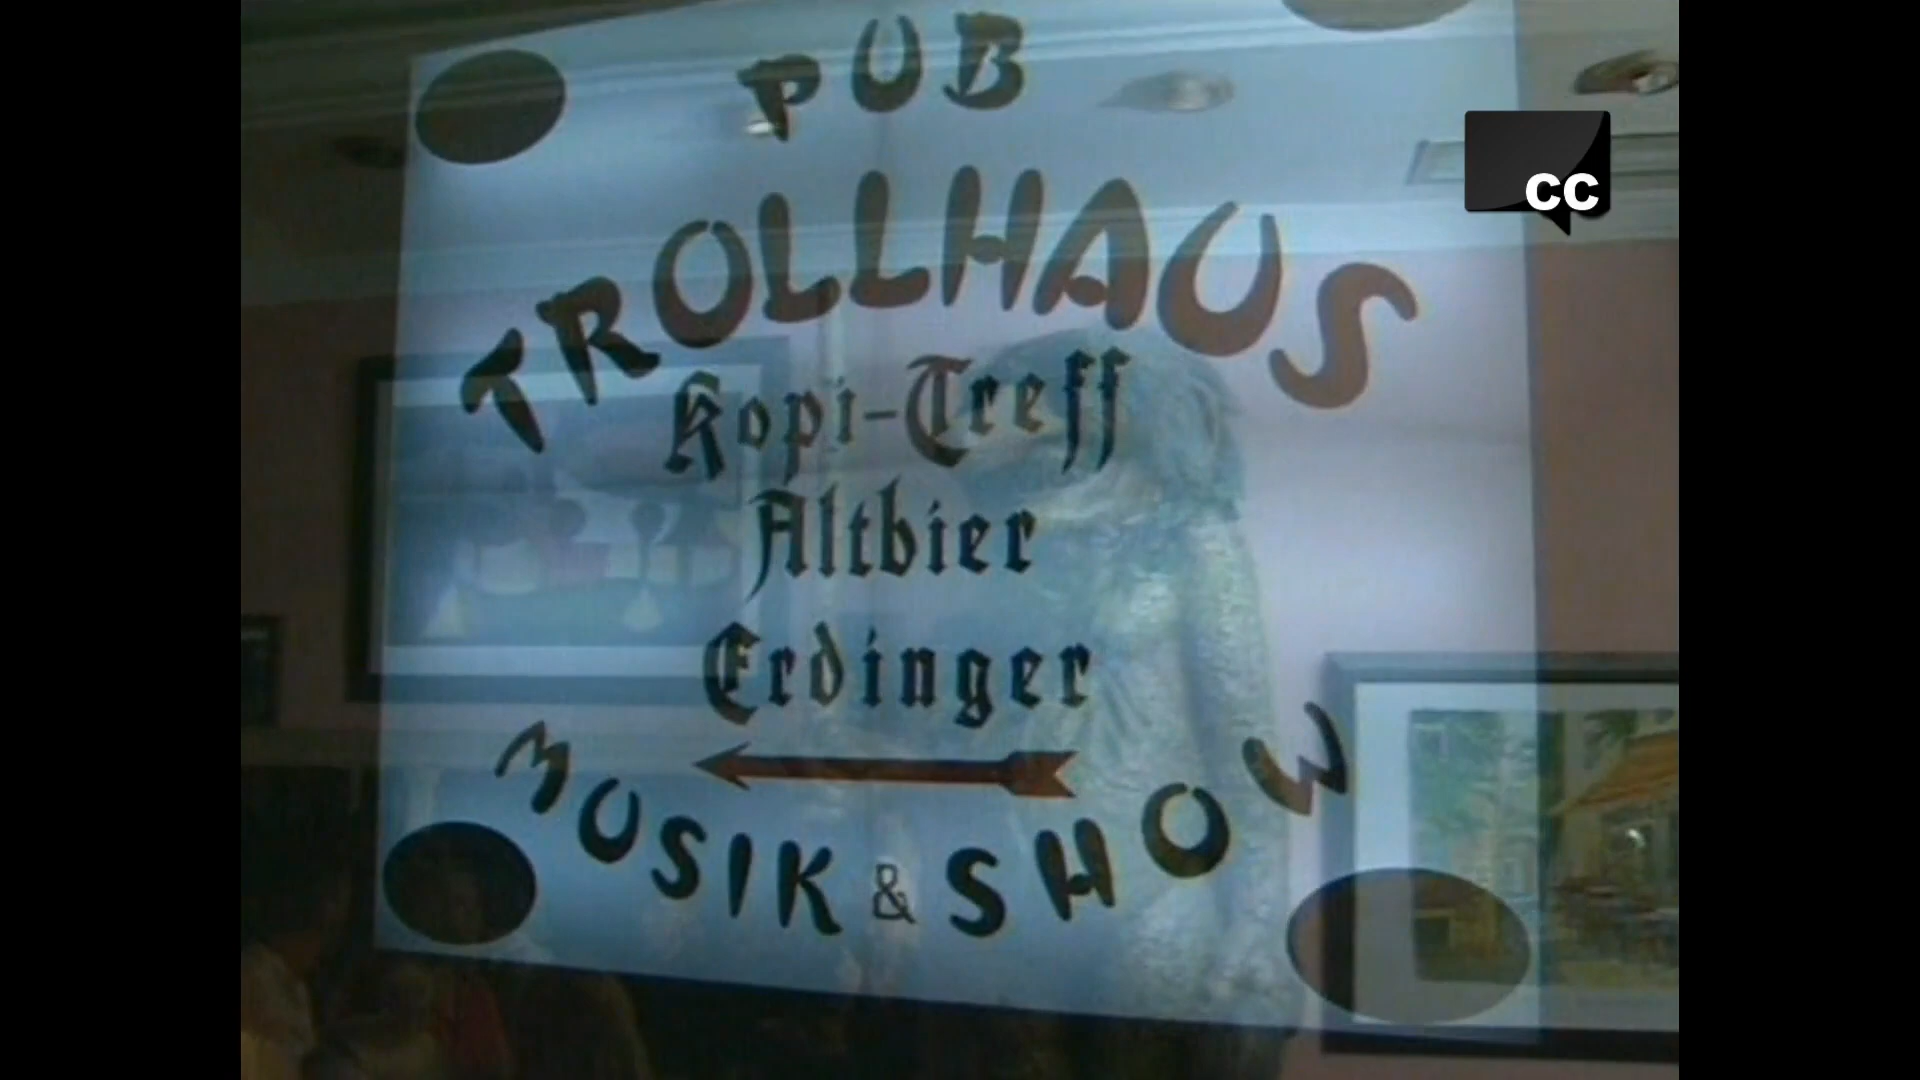 PUB
TROLLHAUS
Kopi-Treff
Altbier
Erdinger
MUSIK & SHOW
cc